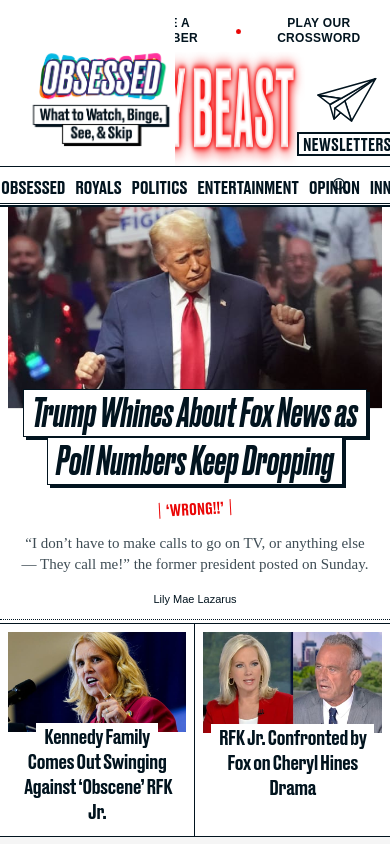 E A
BER
PLAY OUR
CROSSWORD
OBSESSED
What to Watch, Binge,
See, & Skip
Y BEAST
NEWSLETTERS
OBSESSED ROYALS POLITICS ENTERTAINMENT OPINION INN
FIGH
Trump Whines About Fox News as
Poll Numbers Keep Dropping
‘WRONG!!’
“I don’t have to make calls to go on TV, or anything else
— They call me!” the former president posted on Sunday.
Lily Mae Lazarus
Kennedy Family
Comes Out Swinging
Against ‘Obscene’ RFK
Jr.
RFK Jr. Confronted by
Fox on Cheryl Hines
Drama